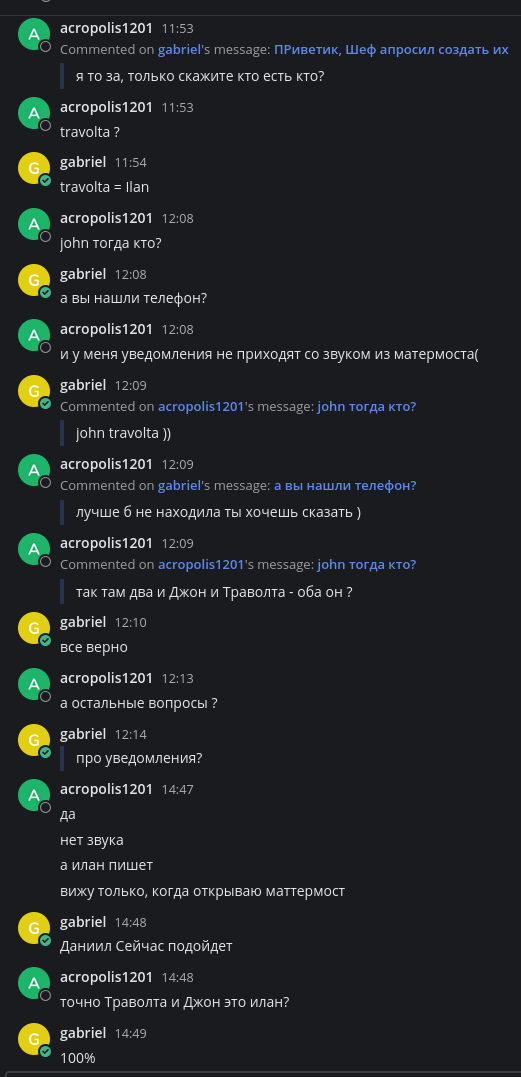 A
acropolis1201 11:53
Commented on gabriel's message: ПРиветик, Шеф апросил создать их
я то за, только скажите кто есть кто?
A
acropolis1201 11:53
travolta ?
G
gabriel 11:54
travolta = Ilan
A
acropolis1201 12:08
john тогда кто?
G
gabriel 12:08
а вы нашли телефон?
A
acropolis1201 12:08
и у меня уведомления не приходят со звуком из матермоста(
G
gabriel 12:09
Commented on acropolis1201's message: john тогда кто?
john travolta ))
A
acropolis1201 12:09
Commented on gabriel's message: а вы нашли телефон?
лучше б не находила ты хочешь сказать )
A
acropolis1201 12:09
Commented on acropolis1201's message: john тогда кто?
так там два и Джон и Траволта - оба он ?
G
gabriel 12:10
все верно
A
acropolis1201 12:13
а остальные вопросы ?
G
gabriel 12:14
про уведомления?
A
acropolis1201 14:47
да
нет звука
а илан пишет
вижу только, когда открываю маттермост
G
gabriel 14:48
Даниил Сейчас подойдет
A
acropolis1201 14:48
точно Траволта и Джон это илан?
G
gabriel 14:49
100%